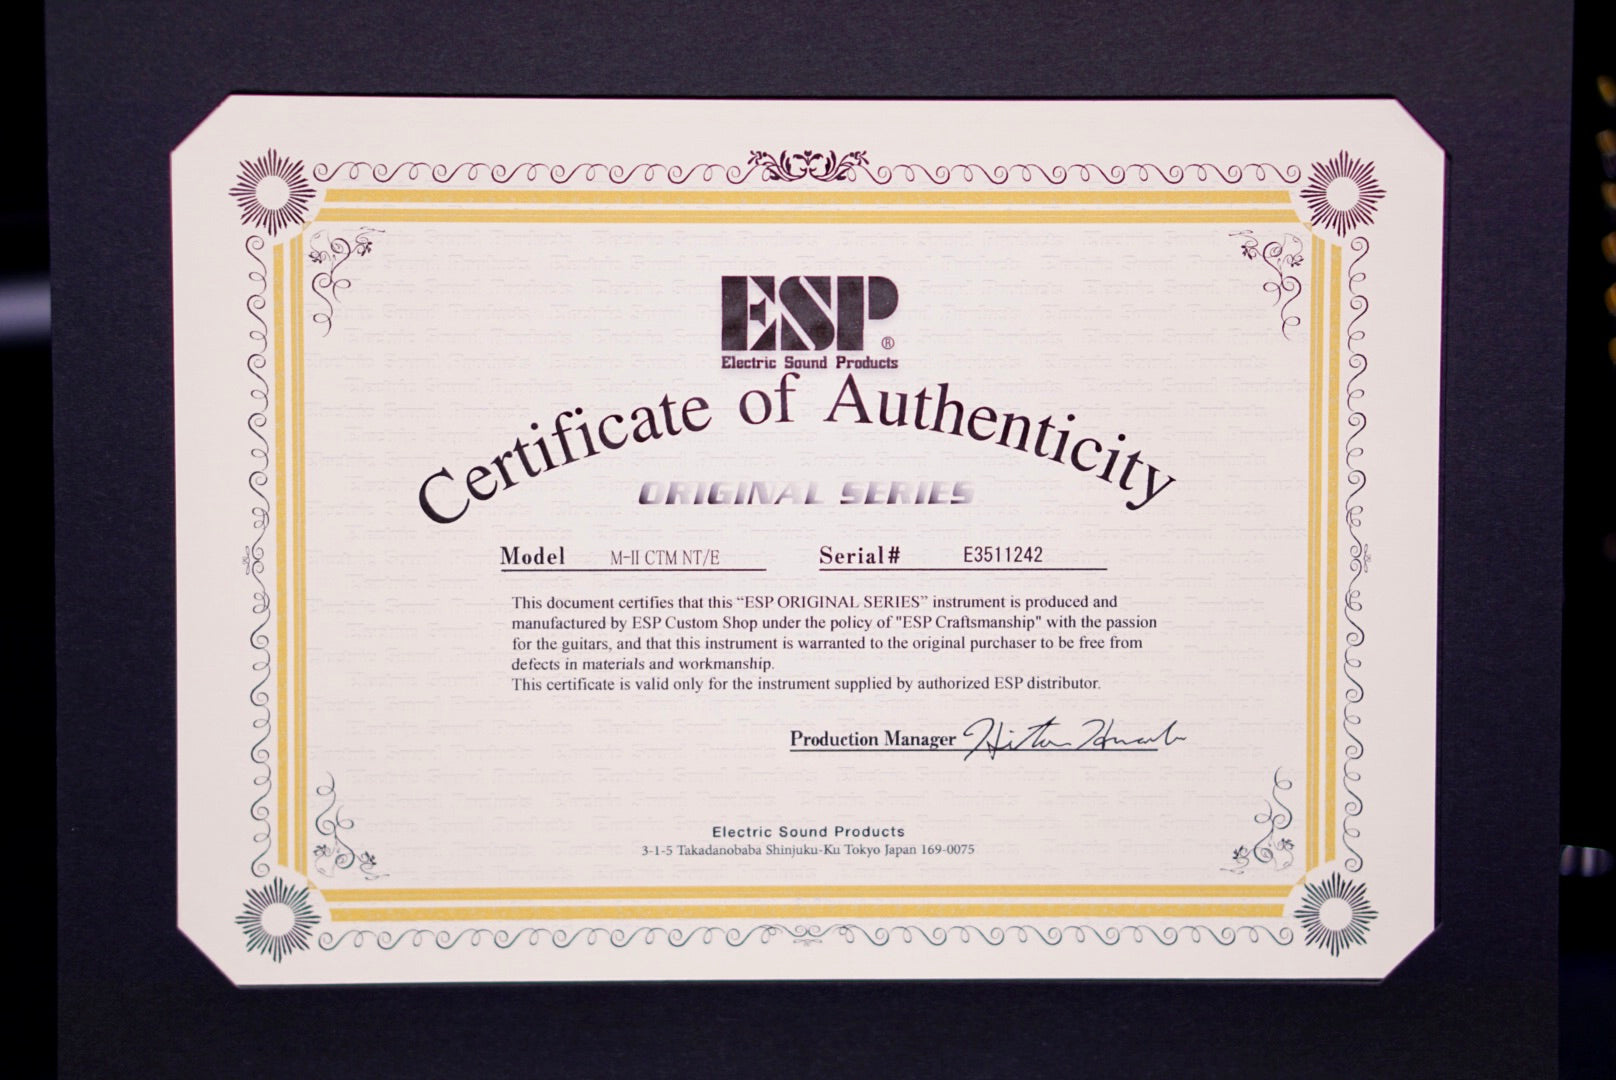 ESP®
Electric Sound Products
Certificate of Authenticity
ORIGINAL SERIES
Model M-II CTM NT/E Serial# E3511242
This document certifies that this “ESP ORIGINAL SERIES” instrument is produced and
manufactured by ESP Custom Shop under the policy of "ESP Craftsmanship" with the passion
for the guitars, and that this instrument is warranted to the original purchaser to be free from
defects in materials and workmanship.
This certificate is valid only for the instrument supplied by authorized ESP distributor.
Production Manager
Electric Sound Products
3-1-5 Takadanobaba Shinjuku-Ku Tokyo Japan 169-0075